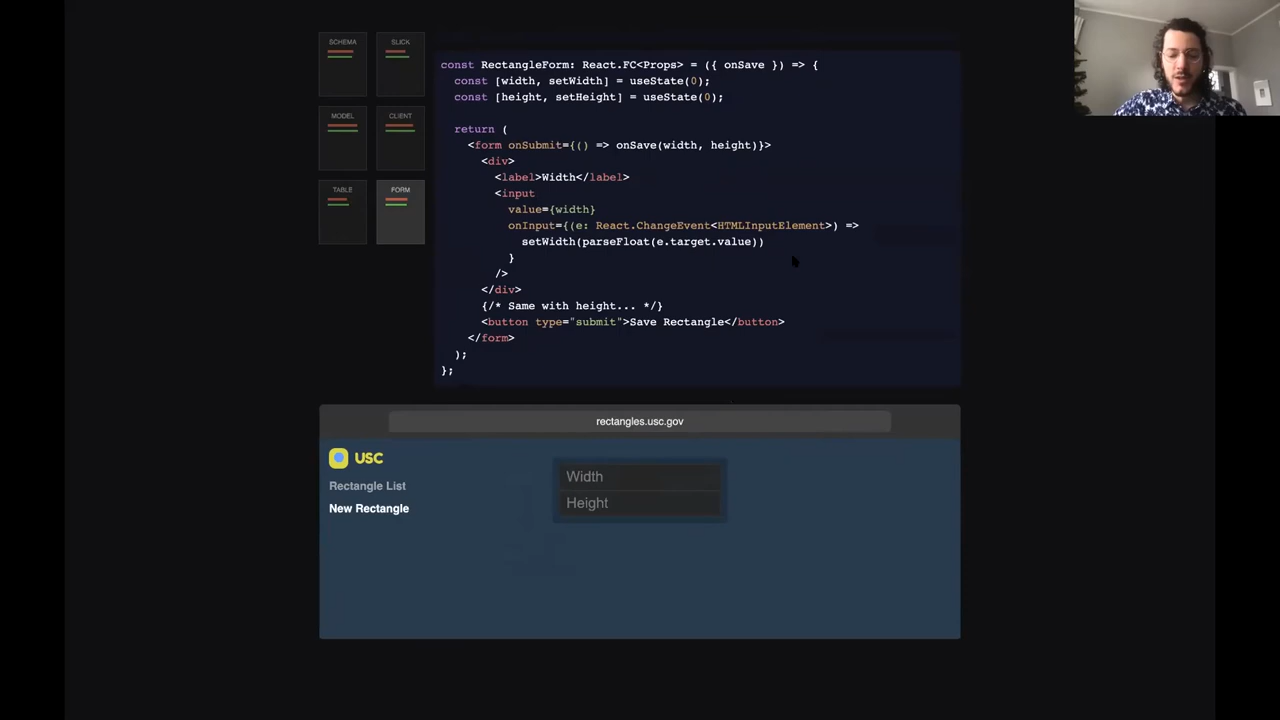 SCHEMA
SLICK
MODEL
CLIENT
TABLE
FORM
const RectangleForm: React.FC<Props> = ({ onSave }) => {
  const [width, setWidth] = useState(0);
  const [height, setHeight] = useState(0);
  return (
    <form onSubmit={() => onSave(width, height)}>
      <div>
        <label>Width</label>
        <input
          value={width}
          onInput={(e: React.ChangeEvent<HTMLInputElement>) =>
            setWidth(parseFloat(e.target.value))
          }
        />
      </div>
      {/* Same with height... */}
      <button type="submit">Save Rectangle</button>
    </form>
  );
};
rectangles.usc.gov
USC
Rectangle List
New Rectangle
Width
Height